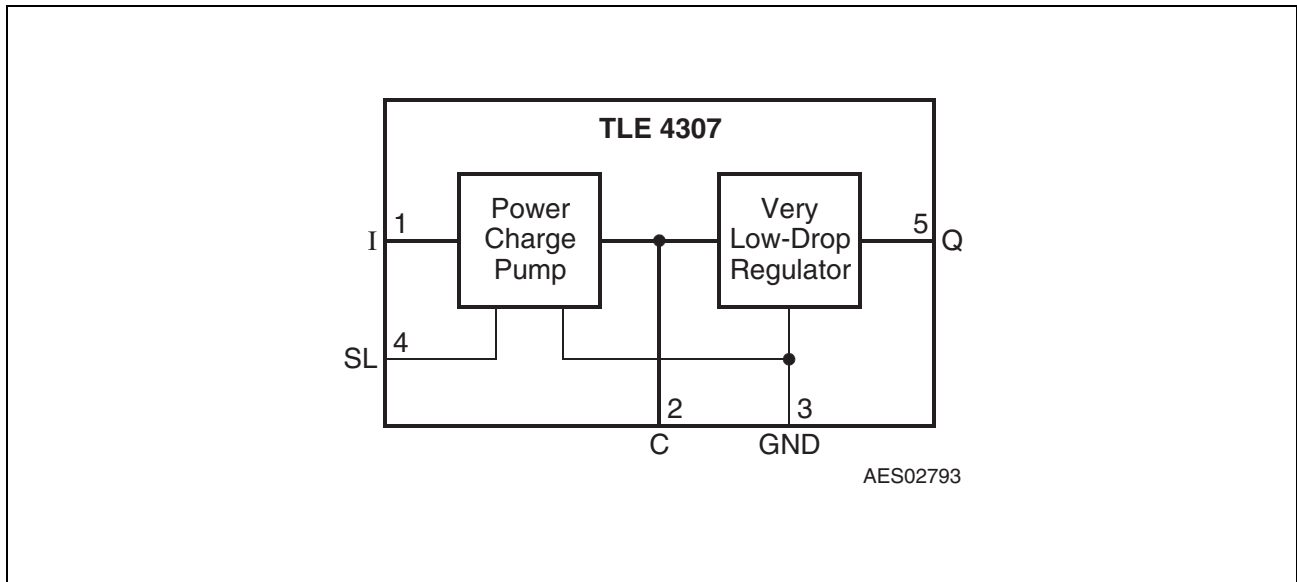 TLE 4307
Power
Charge
Pump
Very
Low-Drop
Regulator
I
1
5
Q
SL
4
2
3
C
GND
AES02793